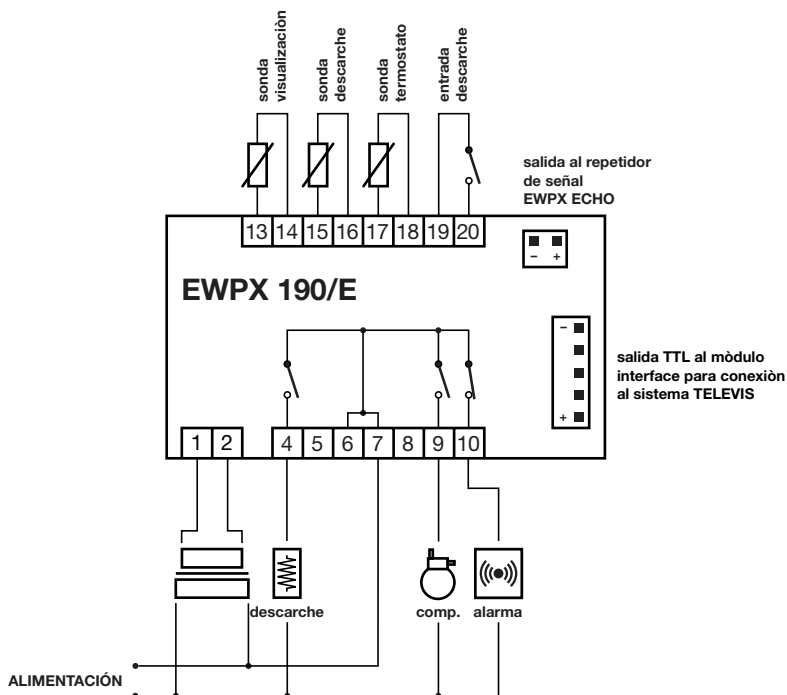 sonda
visualizaciòn
sonda
descarche
sonda
termostato
entrada
descarche
salida al repetidor
de señal
EWPX ECHO
13 14 15 16 17 18 19 20
- +
EWPX 190/E
-
salida TTL al mòdulo
interface para conexiòn
al sistema TELEVIS
+
1 2 4 5 6 7 8 9 10
descarche
comp.
alarma
ALIMENTACIÓN